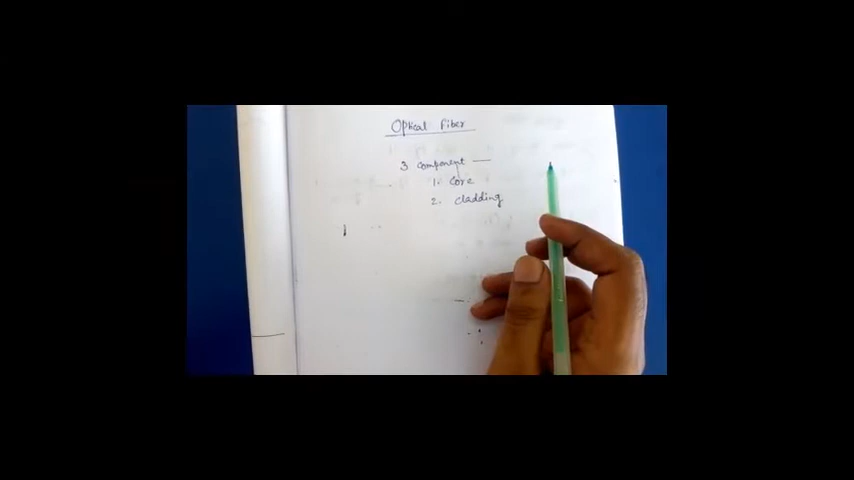 Optical Fiber
3 Component —
1. Core
2. cladding